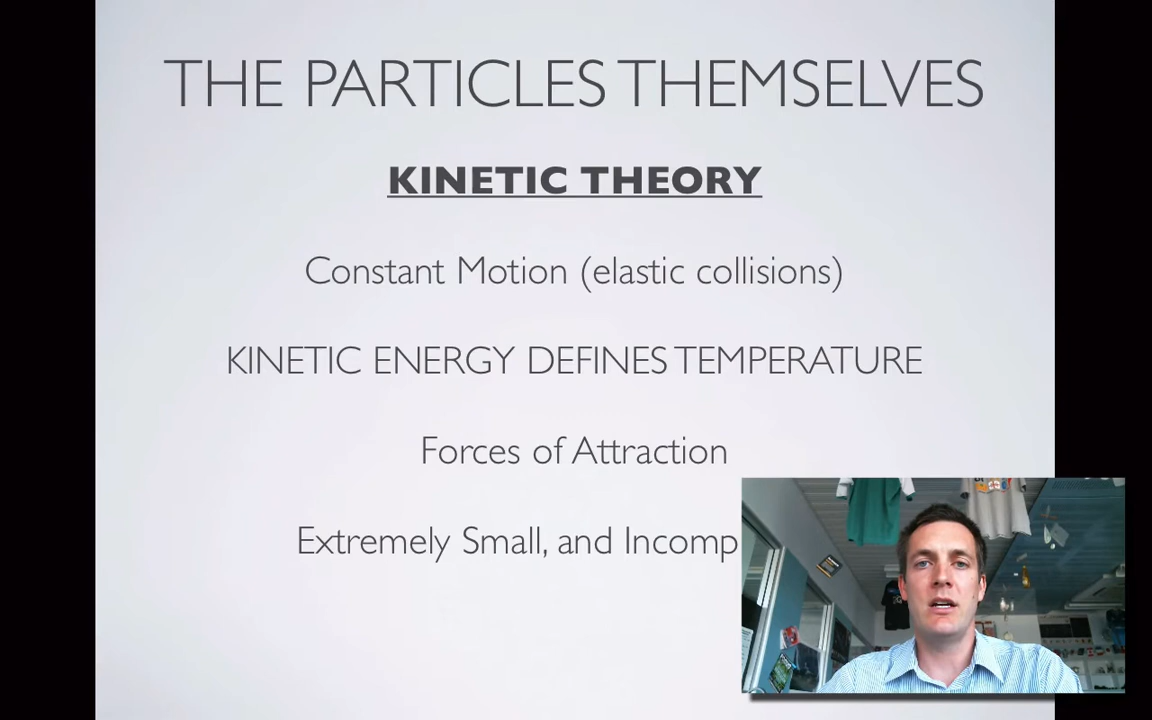 THE PARTICLES THEMSELVES
KINETIC THEORY
Constant Motion (elastic collisions)
KINETIC ENERGY DEFINES TEMPERATURE
Forces of Attraction
Extremely Small, and Incomp